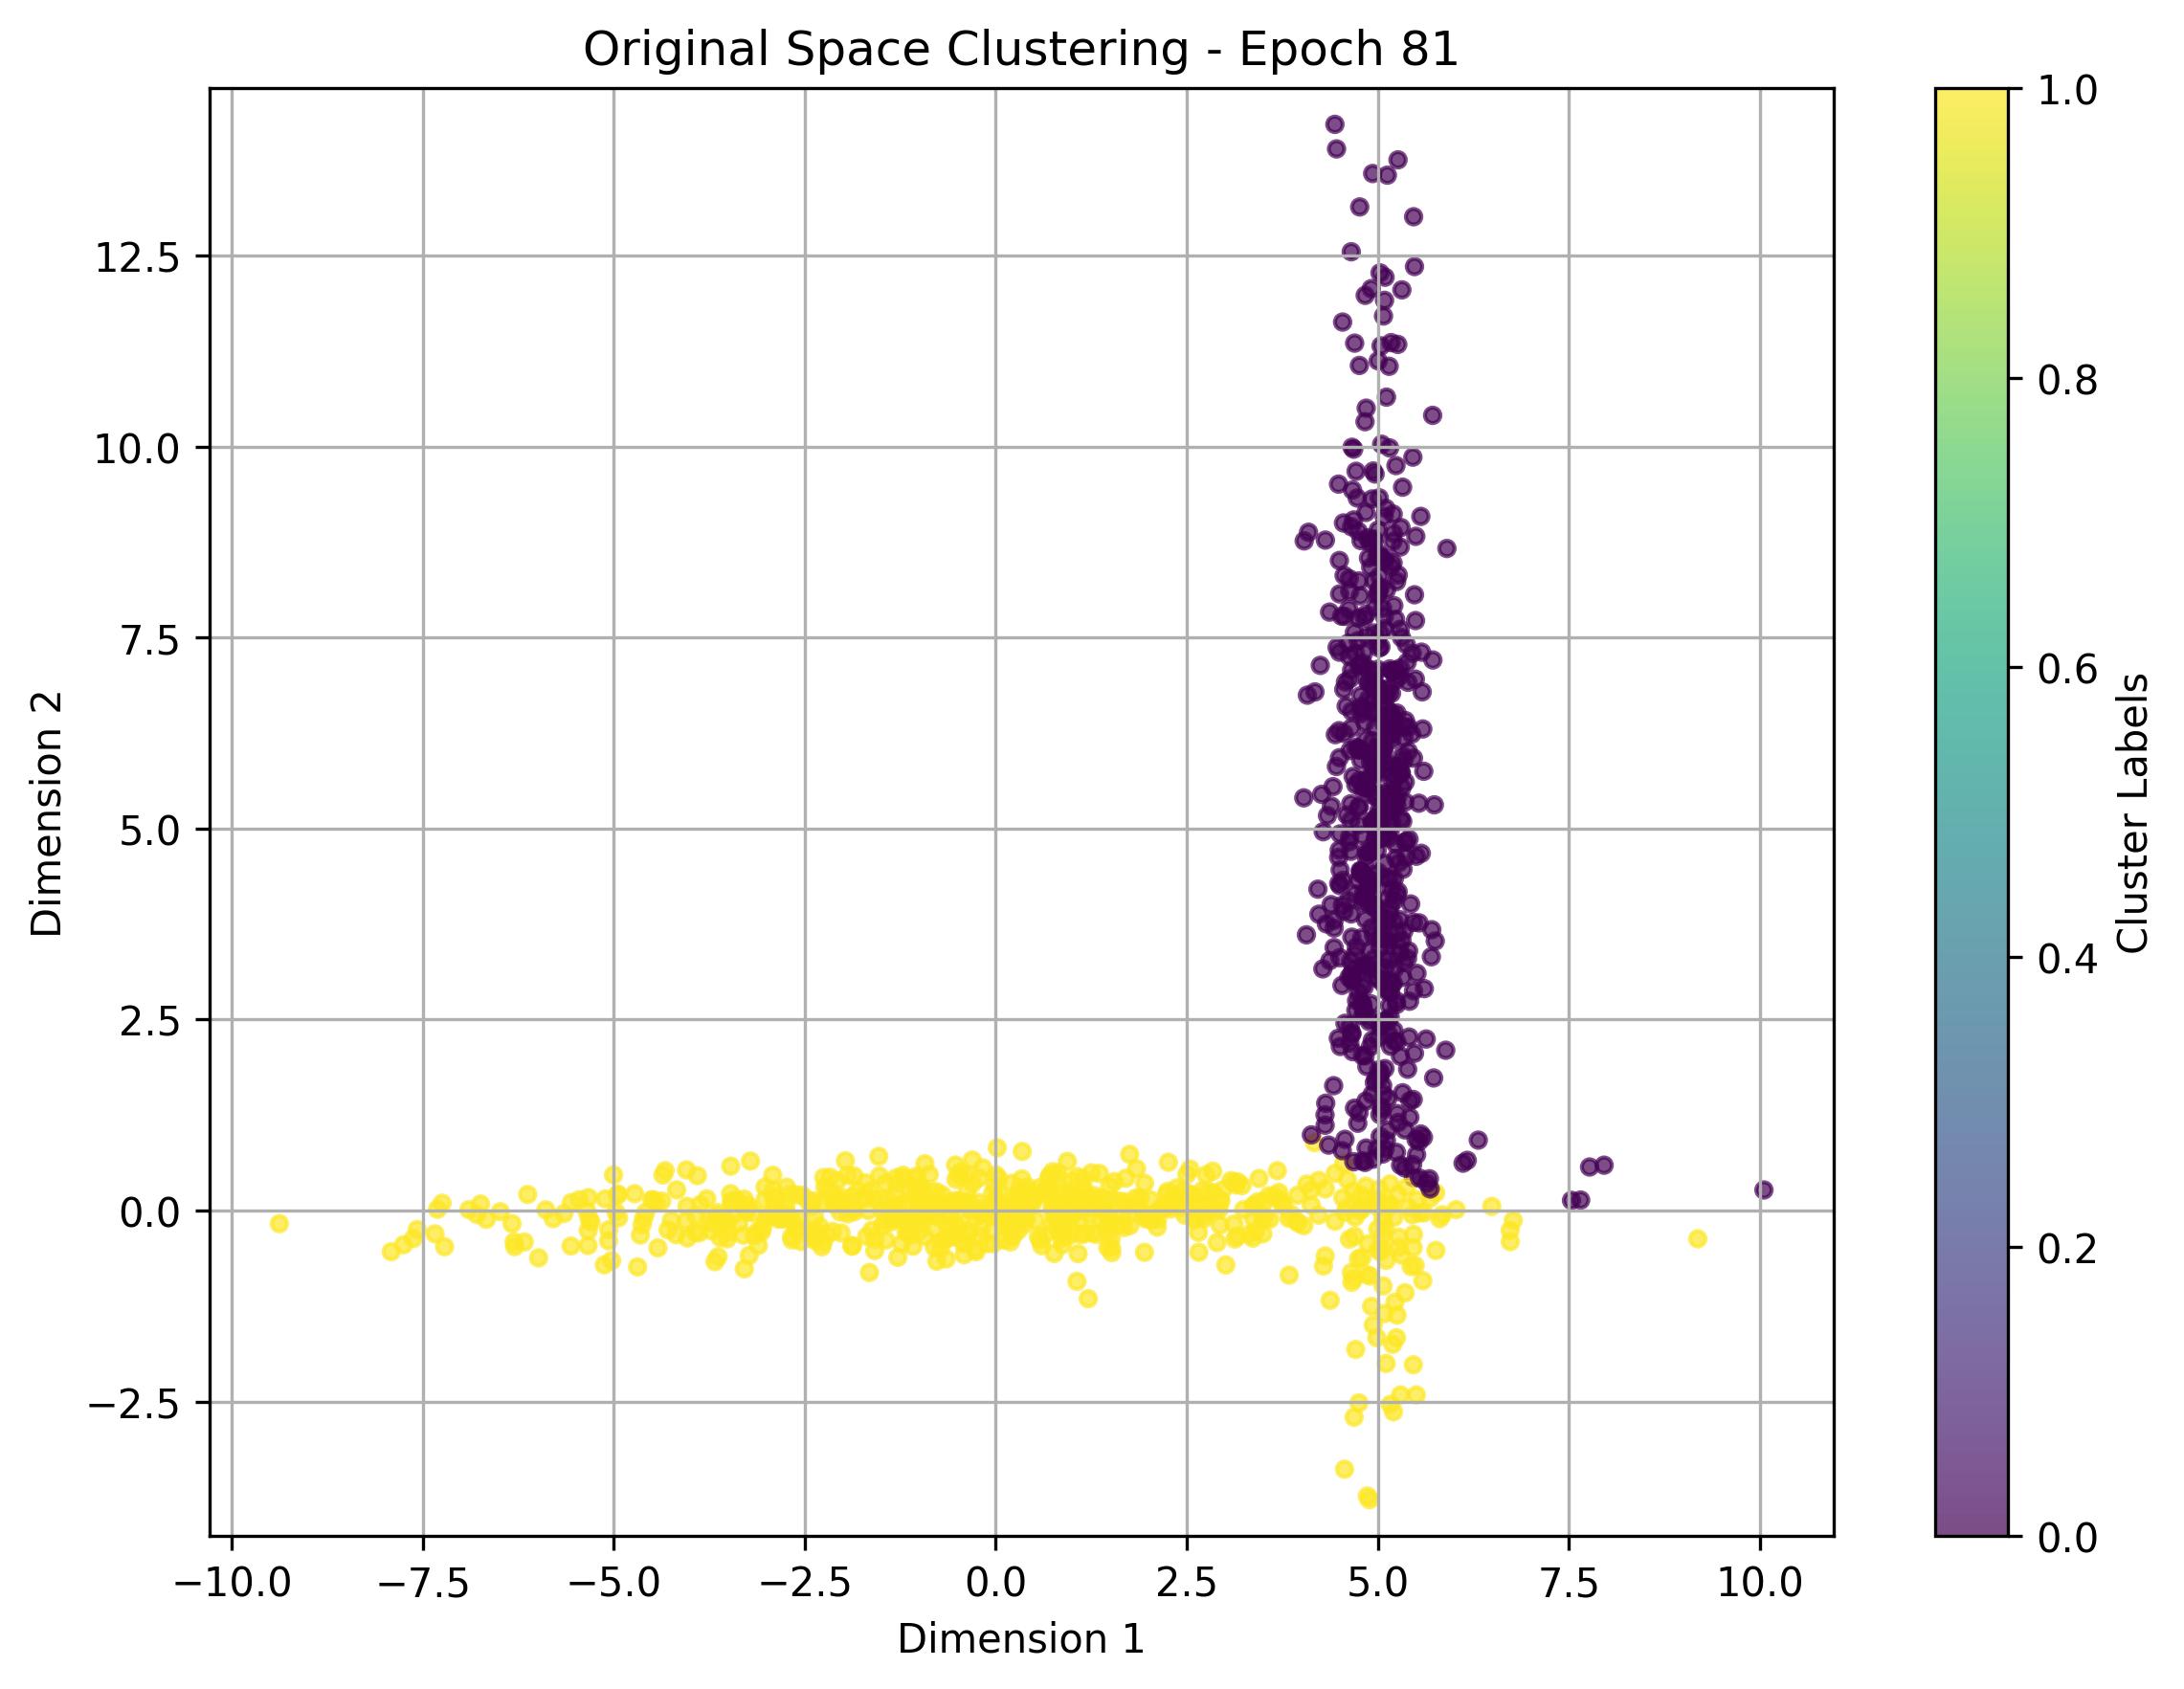 Original Space Clustering - Epoch 81
Dimension 2
12.5
10.0
7.5
5.0
2.5
0.0
−2.5
−10.0 −7.5 −5.0 −2.5 0.0 2.5 5.0 7.5 10.0
Dimension 1
1.0
0.8
0.6
0.4
0.2
0.0
Cluster Labels